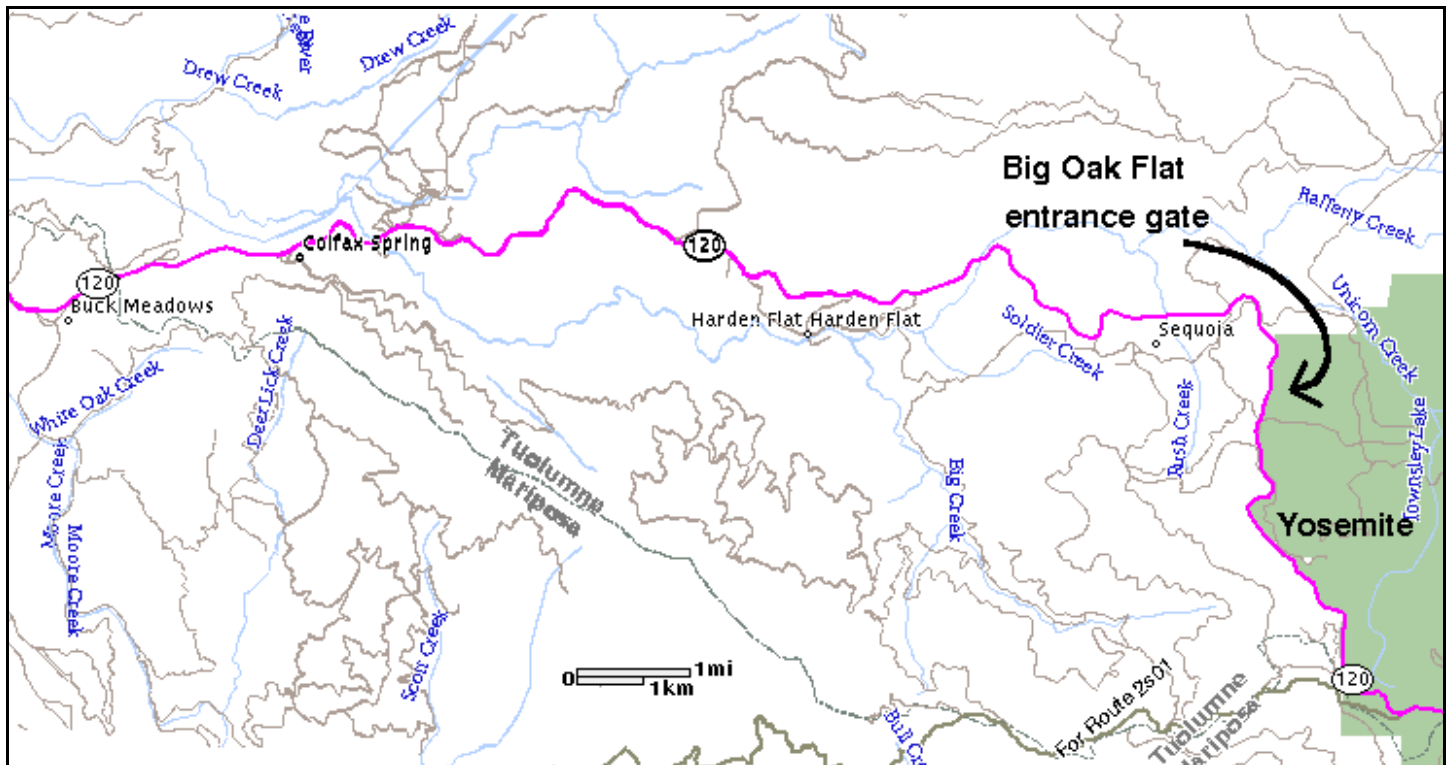 Drew Creek
Drew Creek
Big Oak Flat
entrance gate
Rafferty Creek
120
Colfax Spring
120
Buck Meadows
Unicorn Creek
Harden Flat Harden Flat
Soldier Creek
Sequoia
Deer Lick Creek
White Oak Creek
Rush Creek
Townsley Lake
Tuolumne
Mariposa
Moore Creek
Moore Creek
Big Creek
Yosemite
Scott Creek
0 1mi
1km
For Route 2s01
Tuolumne
Mariposa
120
Bull Cr